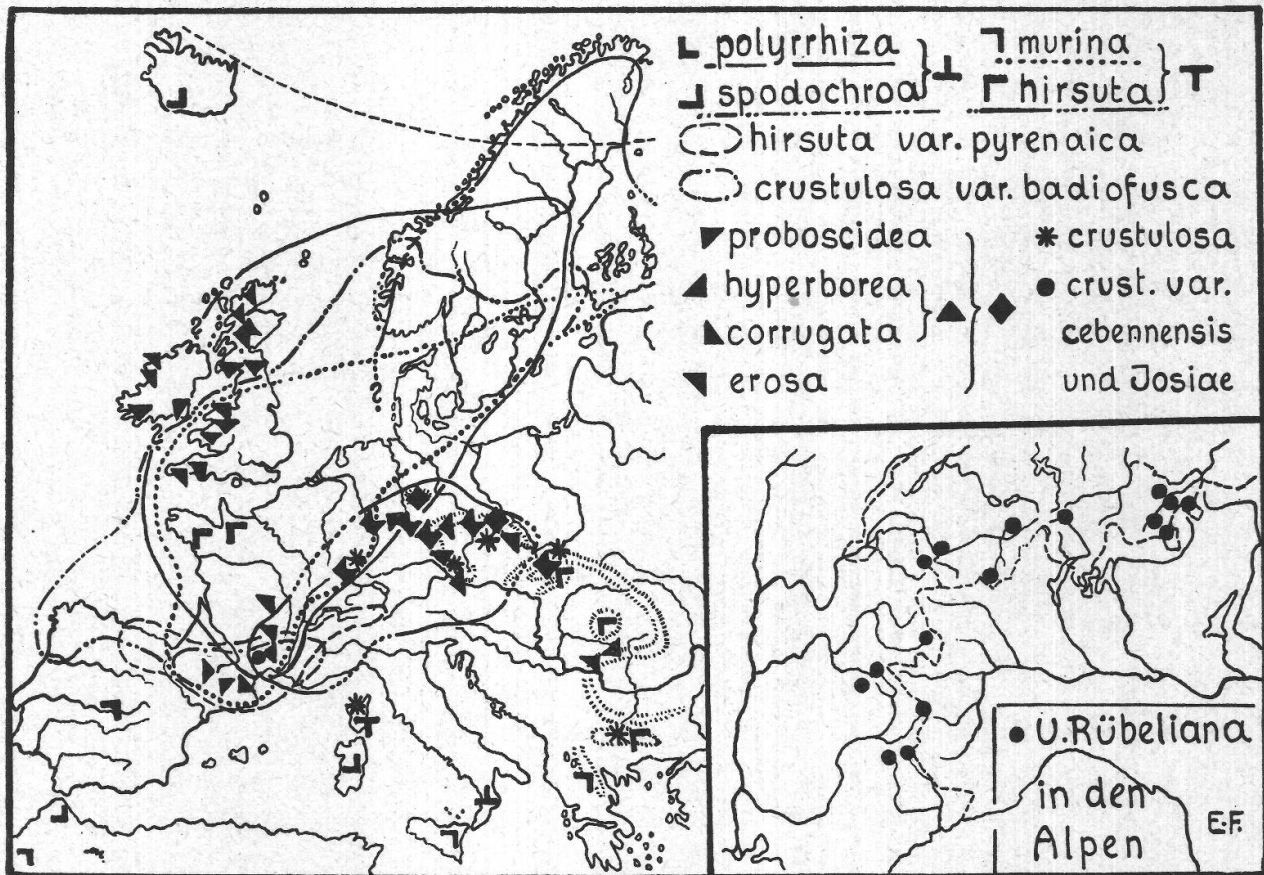 polyrrhiza
spodochroa
murina
hirsuta
hirsuta var. pyrenaica
crustulosa var. badiofusca
proboscidea
hyperborea
corrugata
erosa
crustulosa
crust. var.
cebennensis
und Josiae
U. Rübeliana
in den
Alpen
E.F.